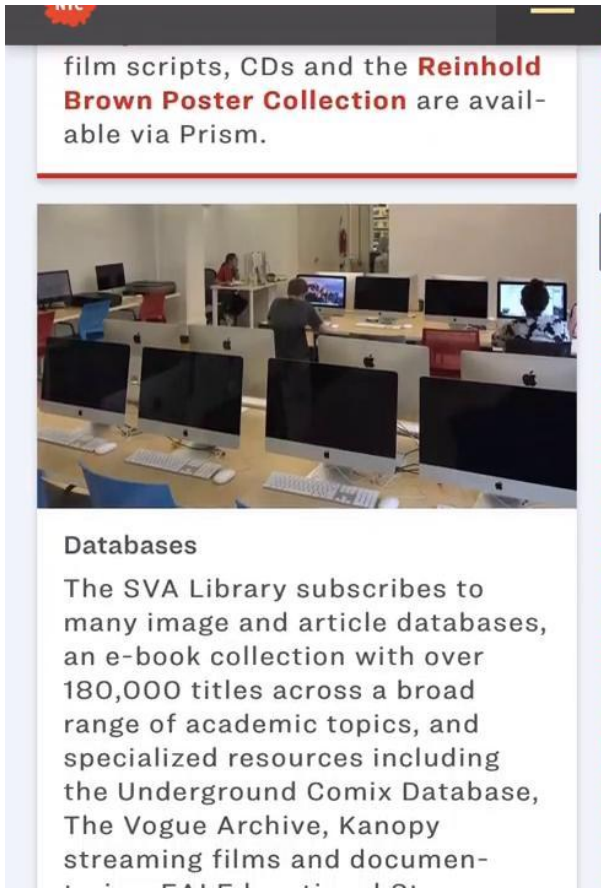 NYC
film scripts, CDs and the Reinhold
Brown Poster Collection are avail-
able via Prism.
Databases
The SVA Library subscribes to
many image and article databases,
an e-book collection with over
180,000 titles across a broad
range of academic topics, and
specialized resources including
the Underground Comix Database,
The Vogue Archive, Kanopy
streaming films and documen-